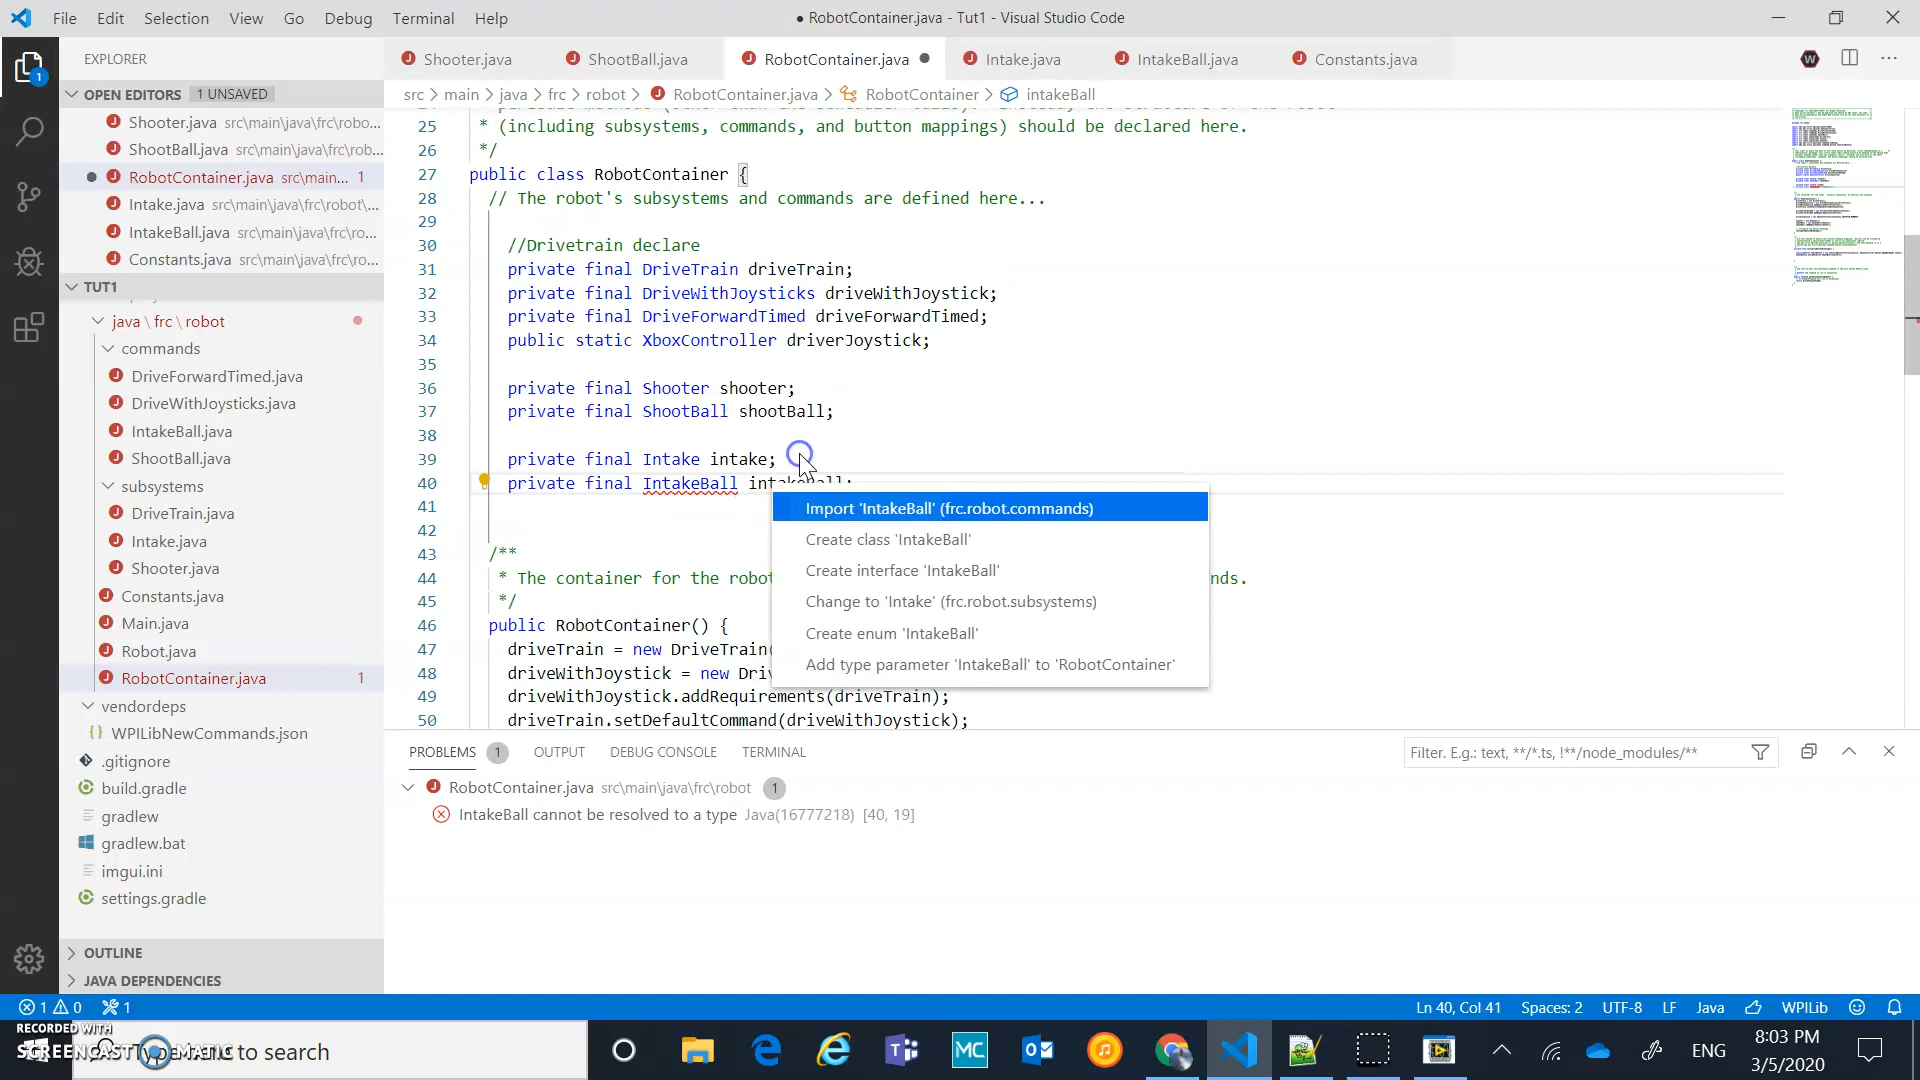 File Edit Selection View Go Debug Terminal Help
● RobotContainer.java - Tut1 - Visual Studio Code
EXPLORER
Shooter.java ShootBall.java RobotContainer.java Intake.java IntakeBall.java Constants.java
OPEN EDITORS 1 UNSAVED
src > main > java > frc > robot > RobotContainer.java > RobotContainer > intakeBall
Shooter.java src\main\java\frc\robo...
ShootBall.java src\main\java\frc\rob...
RobotContainer.java src\main... 1
Intake.java src\main\java\frc\robot\...
IntakeBall.java src\main\java\frc\ro...
Constants.java src\main\java\frc\ro...
TUT1
java \ frc \ robot
commands
DriveForwardTimed.java
DriveWithJoysticks.java
IntakeBall.java
ShootBall.java
subsystems
DriveTrain.java
Intake.java
Shooter.java
Constants.java
Main.java
Robot.java
RobotContainer.java 1
vendordeps
WPILibNewCommands.json
.gitignore
build.gradle
gradlew
gradlew.bat
imgui.ini
settings.gradle
OUTLINE
JAVA DEPENDENCIES
25 * (including subsystems, commands, and button mappings) should be declared here.
26 */
27 public class RobotContainer {
28 // The robot's subsystems and commands are defined here...
29
30 //Drivetrain declare
31 private final DriveTrain driveTrain;
32 private final DriveWithJoysticks driveWithJoystick;
33 private final DriveForwardTimed driveForwardTimed;
34 public static XboxController driverJoystick;
35
36 private final Shooter shooter;
37 private final ShootBall shootBall;
38
39 private final Intake intake;
40 private final IntakeBall intakeBall;
41
42
43 /**
44 * The container for the robot nds.
45 */
46 public RobotContainer() {
47 driveTrain = new DriveTrain(
48 driveWithJoystick = new Driv
49 driveWithJoystick.addRequirements(driveTrain);
50 driveTrain.setDefaultCommand(driveWithJoystick);
Import 'IntakeBall' (frc.robot.commands)
Create class 'IntakeBall'
Create interface 'IntakeBall'
Change to 'Intake' (frc.robot.subsystems)
Create enum 'IntakeBall'
Add type parameter 'IntakeBall' to 'RobotContainer'
PROBLEMS 1 OUTPUT DEBUG CONSOLE TERMINAL
Filter. E.g.: text, **/*.ts, !**/node_modules/**
RobotContainer.java src\main\java\frc\robot 1
IntakeBall cannot be resolved to a type Java(16777218) [40, 19]
1 0 1
Ln 40, Col 41 Spaces: 2 UTF-8 LF Java WPILib
RECORDED WITH
SCREENCAST MATIC
Type here to search
MC
ENG
8:03 PM
3/5/2020